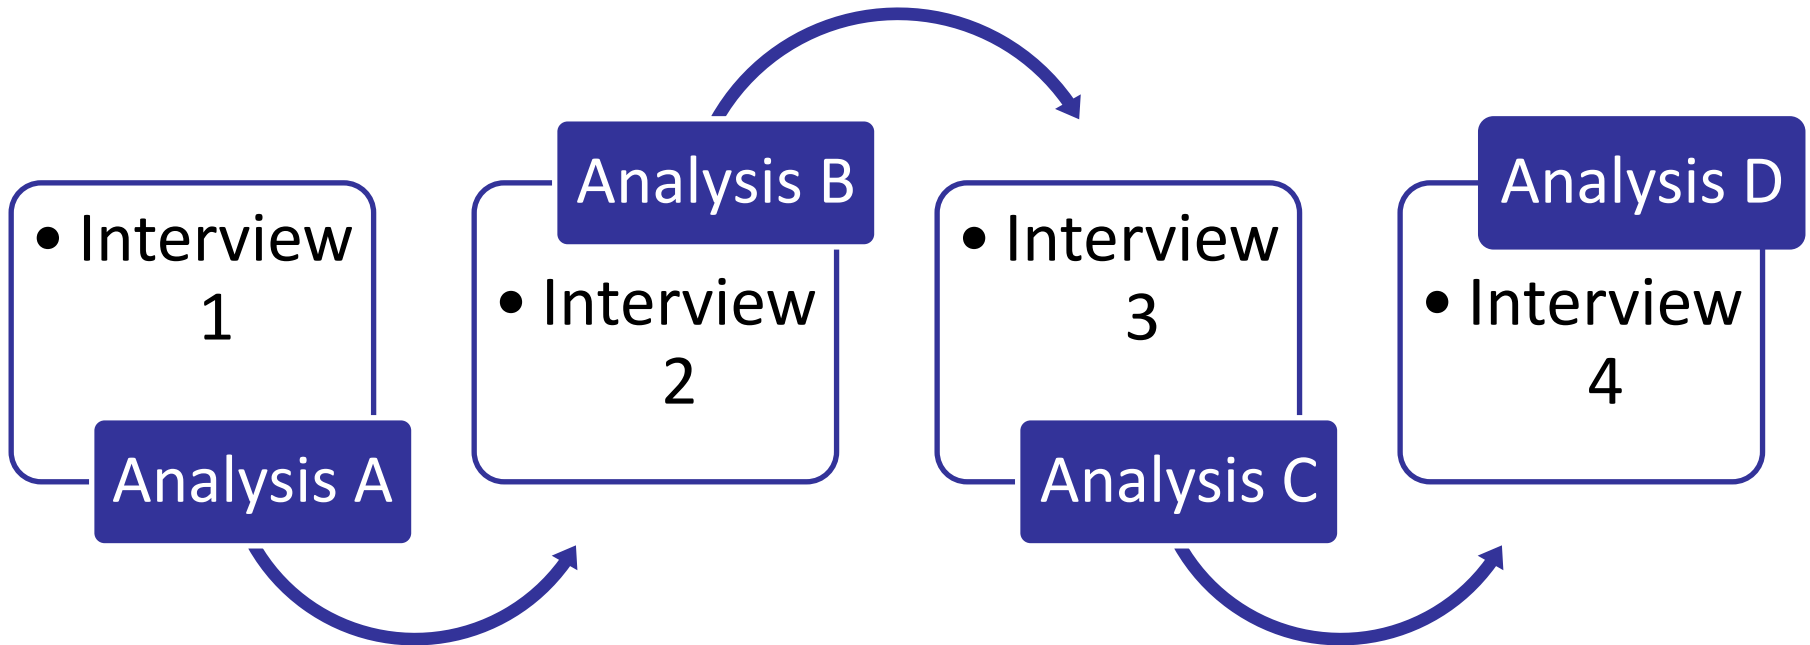 • Interview
1
Analysis A
Analysis B
• Interview
2
• Interview
3
Analysis C
Analysis D
• Interview
4